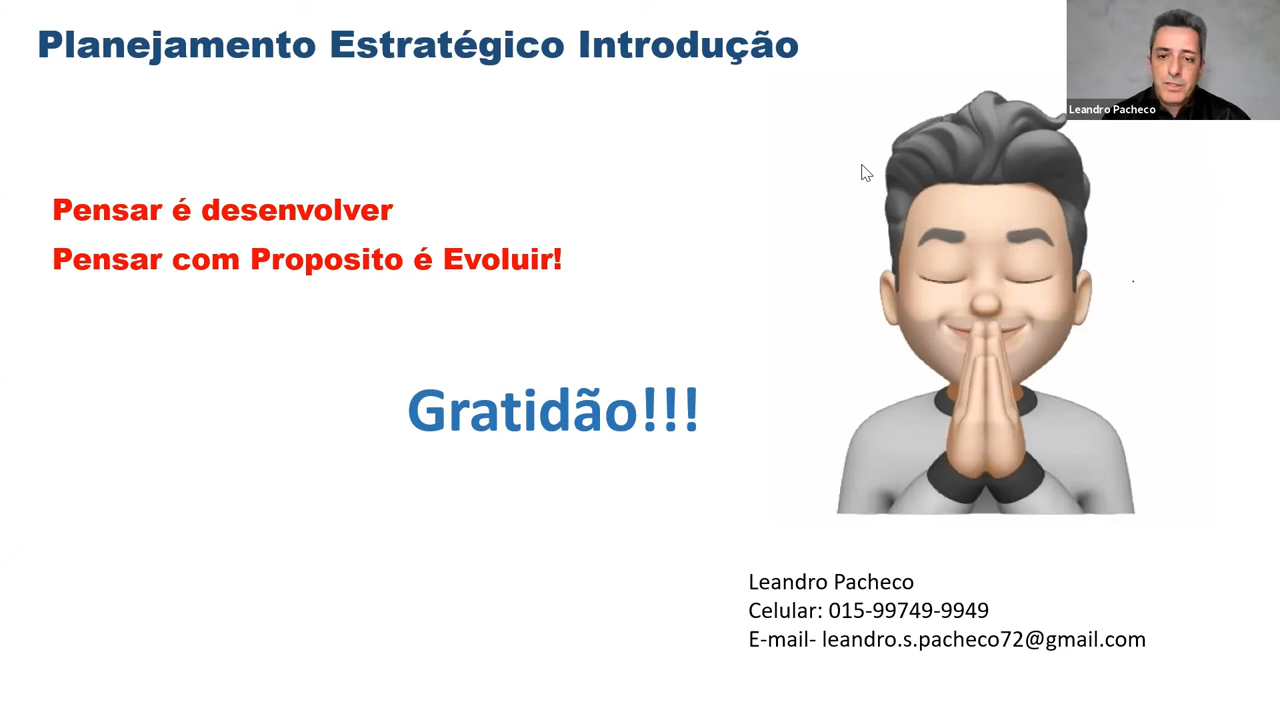 Planejamento Estratégico Introdução
Leandro Pacheco
Pensar é desenvolver
Pensar com Proposito é Evoluir!
Gratidão!!!
Leandro Pacheco
Celular: 015-99749-9949
E-mail- leandro.s.pacheco72@gmail.com